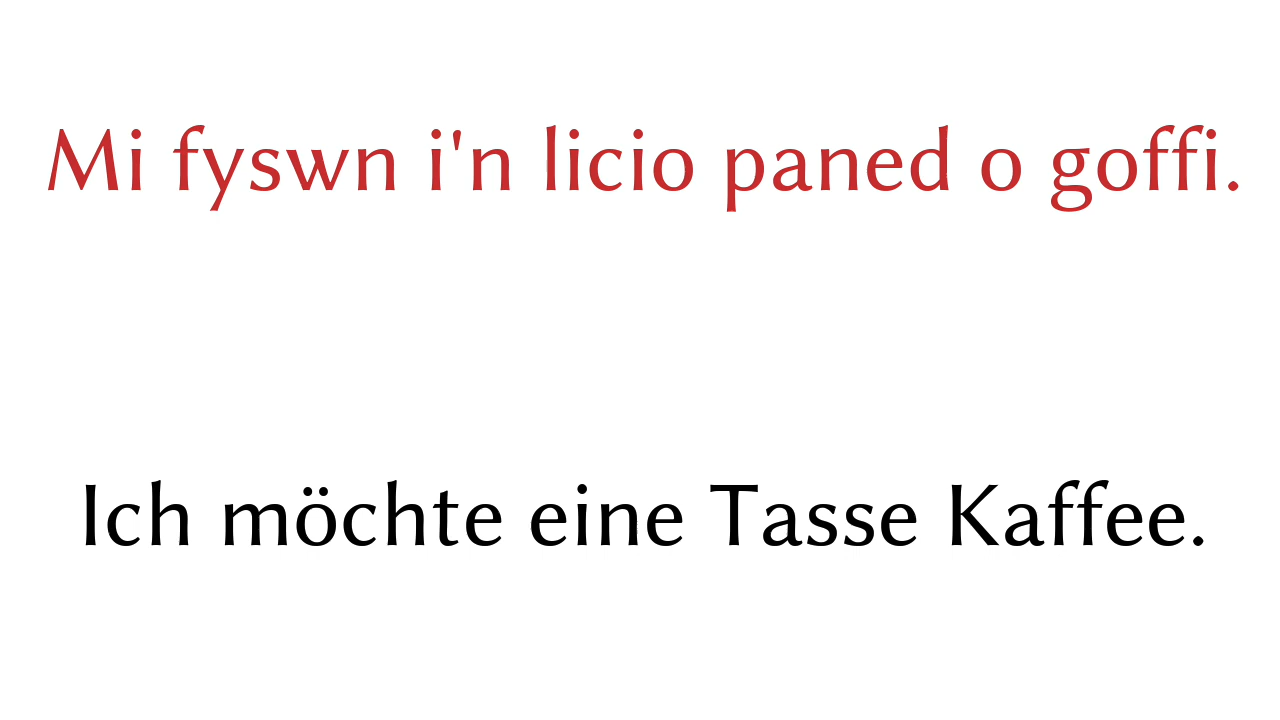 Mi fyswn i'n licio paned o goffi.
Ich möchte eine Tasse Kaffee.